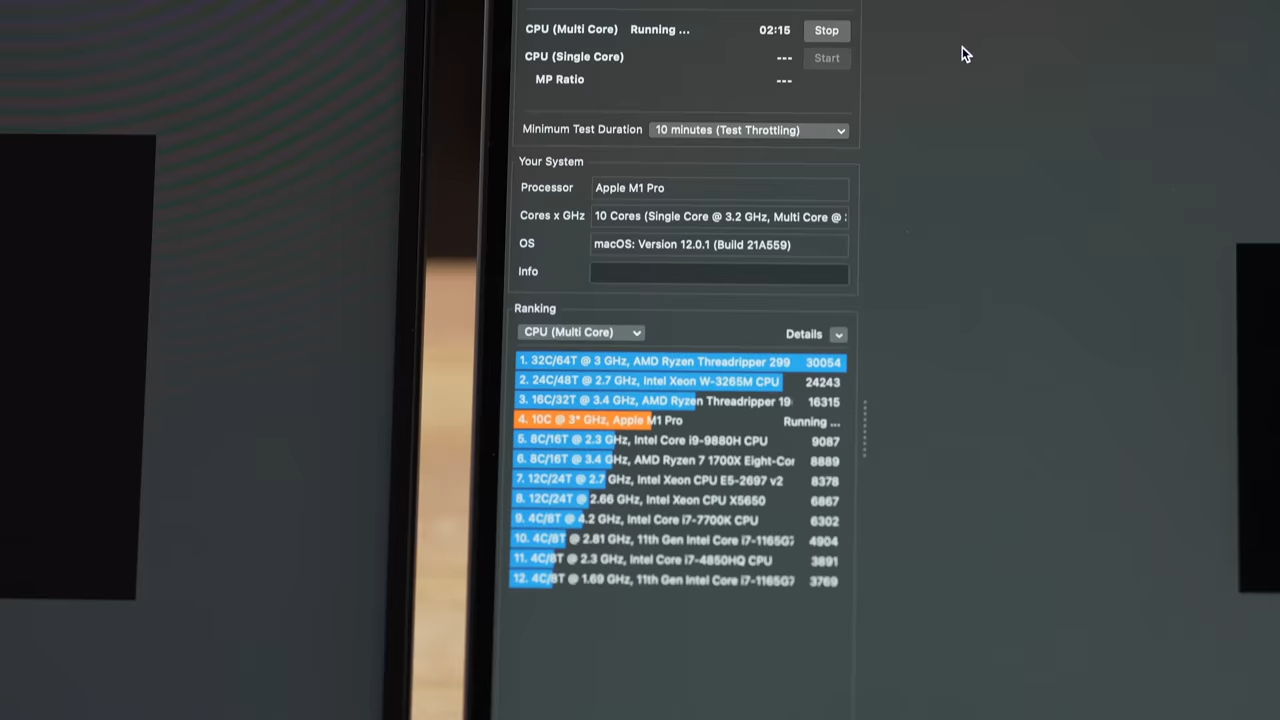 CPU (Multi Core) Running ... 02:15 Stop
CPU (Single Core) --- Start
MP Ratio ---
Minimum Test Duration 10 minutes (Test Throttling)
Your System
Processor Apple M1 Pro
Cores x GHz 10 Cores (Single Core @ 3.2 GHz, Multi Core @
OS macOS: Version 12.0.1 (Build 21A559)
Info
Ranking
CPU (Multi Core) Details
1. 32C/64T @ 3 GHz, AMD Ryzen Threadripper 299 30054
2. 24C/48T @ 2.7 GHz, Intel Xeon W-3265M CPU 24243
3. 16C/32T @ 3.4 GHz, AMD Ryzen Threadripper 19 16315
4. 10C @ 3* GHz, Apple M1 Pro Running ...
5. 8C/16T @ 2.3 GHz, Intel Core i9-9880H CPU 9087
6. 8C/16T @ 3.4 GHz, AMD Ryzen 7 1700X Eight-Cor 8889
7. 12C/24T @ 2.7 GHz, Intel Xeon CPU E5-2697 v2 8378
8. 12C/24T @ 2.66 GHz, Intel Xeon CPU X5650 6867
9. 4C/8T @ 4.2 GHz, Intel Core i7-7700K CPU 6302
10. 4C/8T @ 2.81 GHz, 11th Gen Intel Core i7-1165G7 4904
11. 4C/8T @ 2.3 GHz, Intel Core i7-4850HQ CPU 3891
12. 4C/8T @ 1.69 GHz, 11th Gen Intel Core i7-1165G7 3769